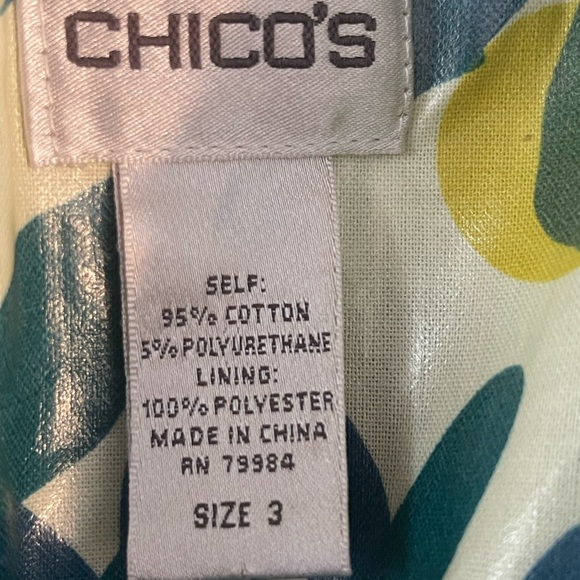 CHICO'S
SELF:
95% COTTON
5% POLYURETHANE
LINING:
100% POLYESTER
MADE IN CHINA
RN 79984
SIZE 3